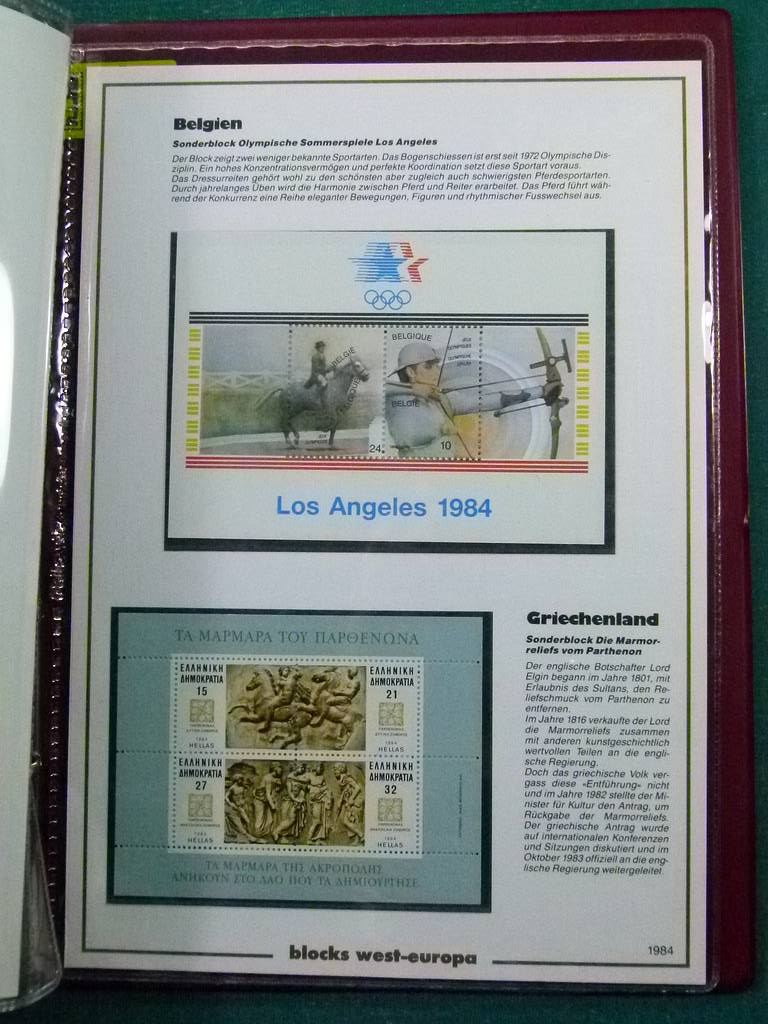 Belgien
Sonderblock Olympische Sommerspiele Los Angeles
Der Block zeigt zwei weniger bekannte Sportarten. Das Bogenschiessen ist erst seit 1972 Olympische Dis-
ziplin. Ein hohes Konzentrationsvermögen und perfekte Koordination setzt diese Sportart voraus.
Das Dressurreiten gehört wohl zu den schönsten aber zugleich auch schwierigsten Pferdesportarten.
Durch jahrelanges Üben wird die Harmonie zwischen Pferd und Reiter erarbeitet. Das Pferd führt wäh-
rend der Konkurrenz eine Reihe eleganter Bewegungen, Figuren und rhythmischer Fusswechsel aus.
BELGIË
BELGIQUE
24
BELGIQUE
BELGIË
10
Los Angeles 1984
ΤΑ ΜΑΡΜΑΡΑ ΤΟΥ ΠΑΡΘΕΝΩΝΑ
ΕΛΛΗΝΙΚΗ
ΔΗΜΟΚΡΑΤΙΑ
15
1984
HELLAS
ΕΛΛΗΝΙΚΗ
ΔΗΜΟΚΡΑΤΙΑ
21
1984
HELLAS
ΕΛΛΗΝΙΚΗ
ΔΗΜΟΚΡΑΤΙΑ
27
1984
HELLAS
ΕΛΛΗΝΙΚΗ
ΔΗΜΟΚΡΑΤΙΑ
32
1984
HELLAS
ΤΑ ΜΑΡΜΑΡΑ ΤΗΣ ΑΚΡΟΠΟΛΗΣ
ΑΝΗΚΟΥΝ ΣΤΟ ΛΑΟ ΠΟΥ ΤΑ ΔΗΜΙΟΥΡΓΗΣΕ
Griechenland
Sonderblock Die Marmor-
reliefs vom Parthenon
Der englische Botschafter Lord
Elgin begann im Jahre 1801, mit
Erlaubnis des Sultans, den Re-
liefschmuck vom Parthenon zu
entfernen.
Im Jahre 1816 verkaufte der Lord
die Marmorreliefs zusammen
mit anderen kunstgeschichtlich
wertvollen Teilen an die engli-
sche Regierung.
Doch das griechische Volk ver-
gass diese «Entführung» nicht
und im Jahre 1982 stellte der Mi-
nister für Kultur den Antrag, um
Rückgabe der Marmorreliefs.
Der griechische Antrag wurde
auf internationalen Konferenzen
und Sitzungen diskutiert und im
Oktober 1983 offiziell an die eng-
lische Regierung weitergeleitet.
blocks west-europa
1984